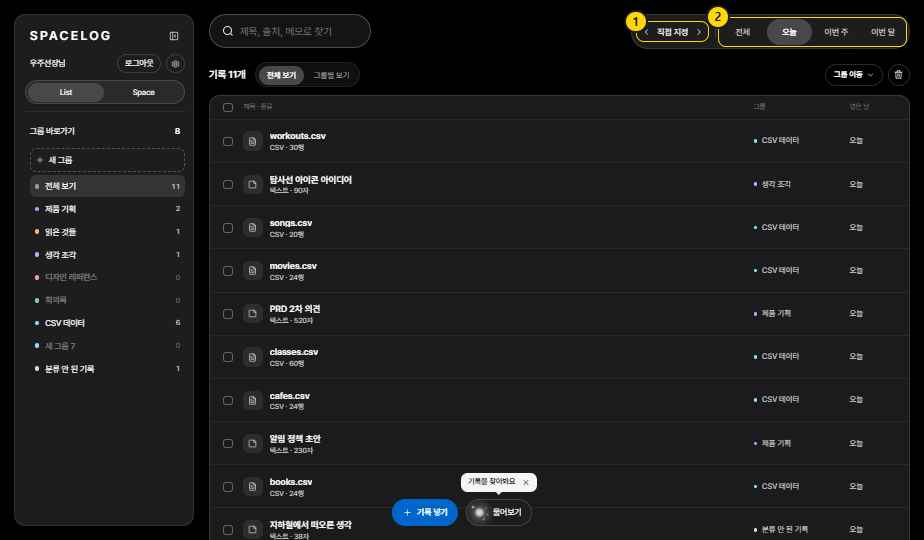 SPACELOG
우주선장님 로그아웃
List Space
그룹 바로가기 8
+ 새 그룹
전체 보기 11
제품 기획 2
읽은 것들 1
생각 조각 1
디자인 레퍼런스 0
회의록 0
CSV 데이터 6
새 그룹 7 0
분류 안 된 기록 1
제목, 출처, 메모로 찾기
1 2
< 직접 지정 > 전체 오늘 이번 주 이번 달
기록 11개 전체 보기 그룹별 보기 그룹 이동
제목 · 종류 그룹 넣은 날
workouts.csv
CSV · 30행 CSV 데이터 오늘
탐사선 아이콘 아이디어
텍스트 · 90자 생각 조각 오늘
songs.csv
CSV · 20행 CSV 데이터 오늘
movies.csv
CSV · 24행 CSV 데이터 오늘
PRD 2차 의견
텍스트 · 520자 제품 기획 오늘
classes.csv
CSV · 60행 CSV 데이터 오늘
cafes.csv
CSV · 24행 CSV 데이터 오늘
알림 정책 초안
텍스트 · 230자 제품 기획 오늘
books.csv
CSV · 24행 CSV 데이터 오늘
기록을 찾아봐요 ×
+ 기록 넣기 물어보기
지하철에서 떠오른 생각
텍스트 · 38자 분류 안 된 기록 오늘